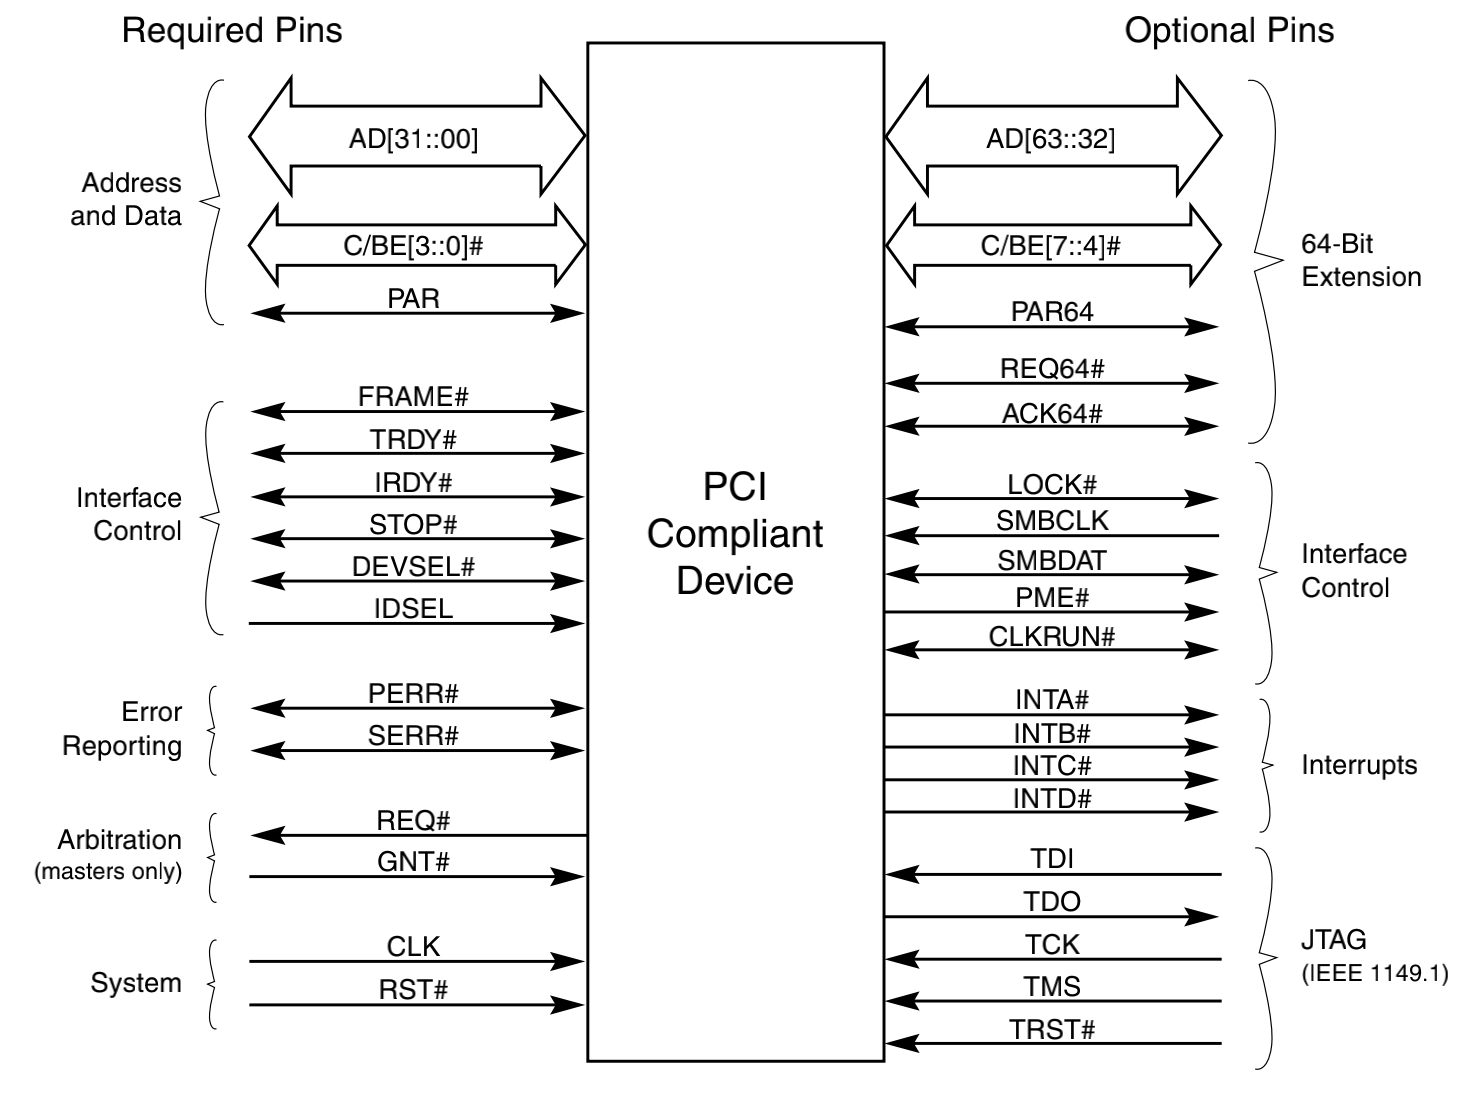 Required Pins
Optional Pins
Address
and Data
AD[31::00]
C/BE[3::0]#
PAR
Interface
Control
FRAME#
TRDY#
IRDY#
STOP#
DEVSEL#
IDSEL
Error
Reporting
PERR#
SERR#
Arbitration
(masters only)
REQ#
GNT#
System
CLK
RST#
PCI
Compliant
Device
AD[63::32]
C/BE[7::4]#
PAR64
REQ64#
ACK64#
64-Bit
Extension
LOCK#
SMBCLK
SMBDAT
PME#
CLKRUN#
Interface
Control
INTA#
INTB#
INTC#
INTD#
Interrupts
TDI
TDO
TCK
TMS
TRST#
JTAG
(IEEE 1149.1)